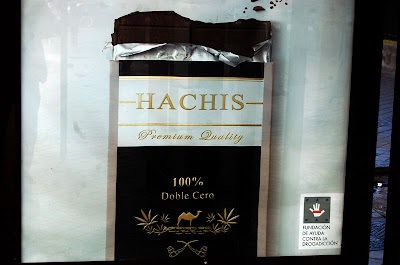 HACHIS
Premium Quality
100%
Doble Cero
FUNDACIÓN
DE AYUDA
CONTRA LA
DROGADICCIÓN